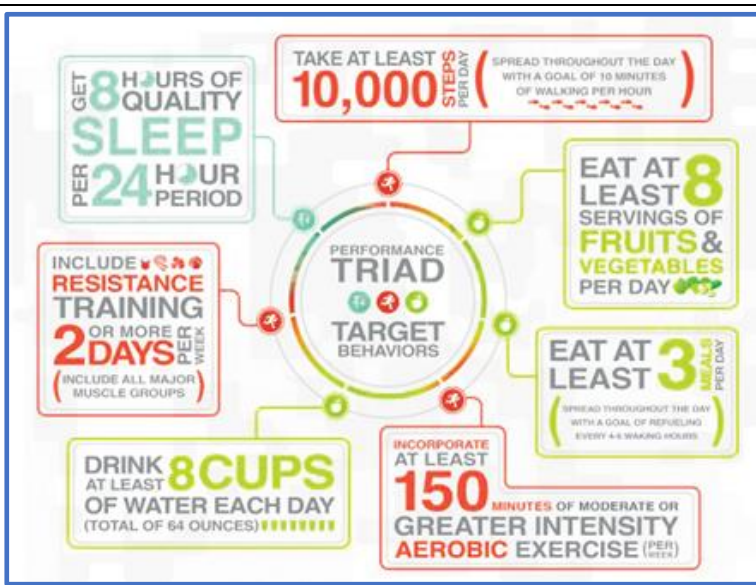 GET 8 HOURS OF
QUALITY
SLEEP
PER 24 HOUR
PERIOD
TAKE AT LEAST
10,000 STEPS PER DAY
(SPREAD THROUGHOUT THE DAY
WITH A GOAL OF 10 MINUTES
OF WALKING PER HOUR)
EAT AT
LEAST 8
SERVINGS OF
FRUITS &
VEGETABLES
PER DAY
PERFORMANCE
TRIAD
TARGET
BEHAVIORS
INCLUDE
RESISTANCE
TRAINING
2 OR MORE
DAYS PER WEEK
(INCLUDE ALL MAJOR
MUSCLE GROUPS)
EAT AT
LEAST 3 MEALS PER DAY
(SPREAD THROUGHOUT THE DAY
WITH A GOAL OF REFUELING
EVERY 4-6 WAKING HOURS)
DRINK
AT LEAST 8 CUPS
OF WATER EACH DAY
(TOTAL OF 64 OUNCES)
INCORPORATE
AT LEAST
150 MINUTES OF MODERATE OR
GREATER INTENSITY
AEROBIC EXERCISE (PER WEEK)